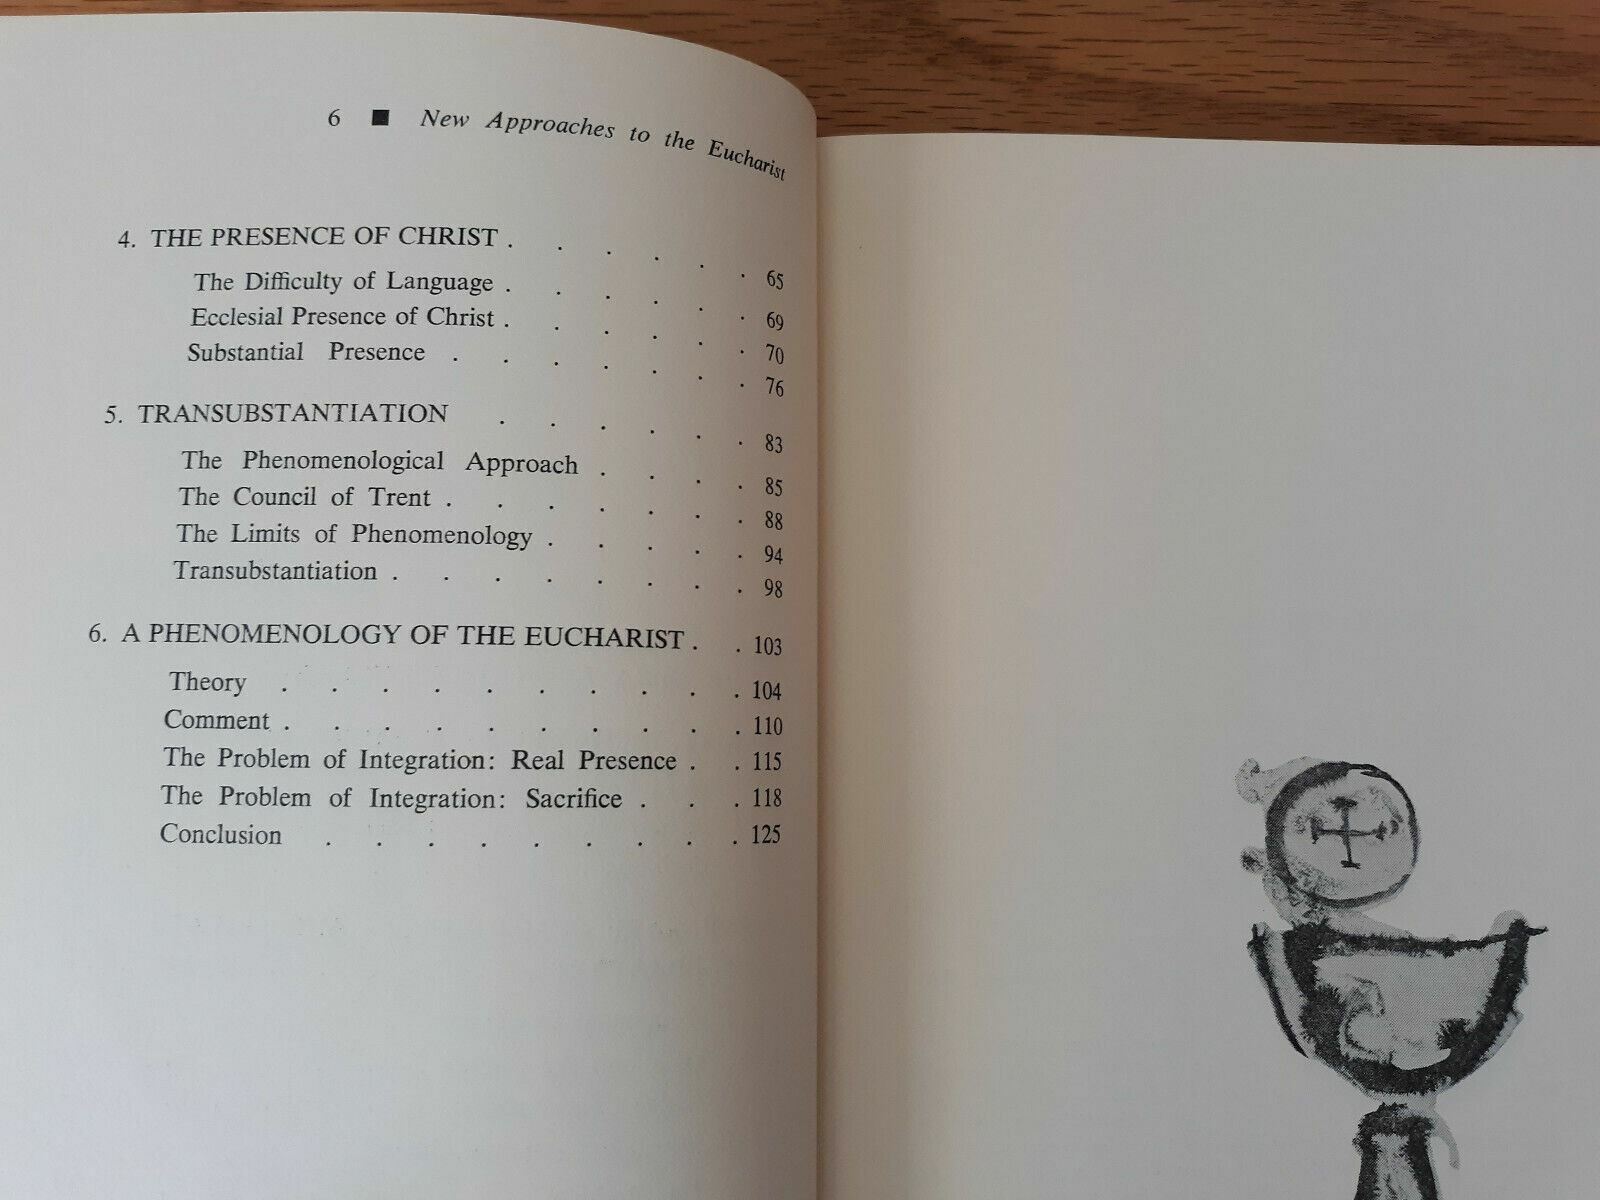 6 ■ New Approaches to the Eucharist
4. THE PRESENCE OF CHRIST . . . . . . 65
The Difficulty of Language . . . . . . 69
Ecclesial Presence of Christ . . . . . . 70
Substantial Presence . . . . . . . 76
5. TRANSUBSTANTIATION . . . . . . 83
The Phenomenological Approach . . . . 85
The Council of Trent . . . . . . . 88
The Limits of Phenomenology . . . . . 94
Transubstantiation . . . . . . . . 98
6. A PHENOMENOLOGY OF THE EUCHARIST . . 103
Theory . . . . . . . . . . 104
Comment . . . . . . . . . . 110
The Problem of Integration: Real Presence . . 115
The Problem of Integration: Sacrifice . . . 118
Conclusion . . . . . . . . . 125